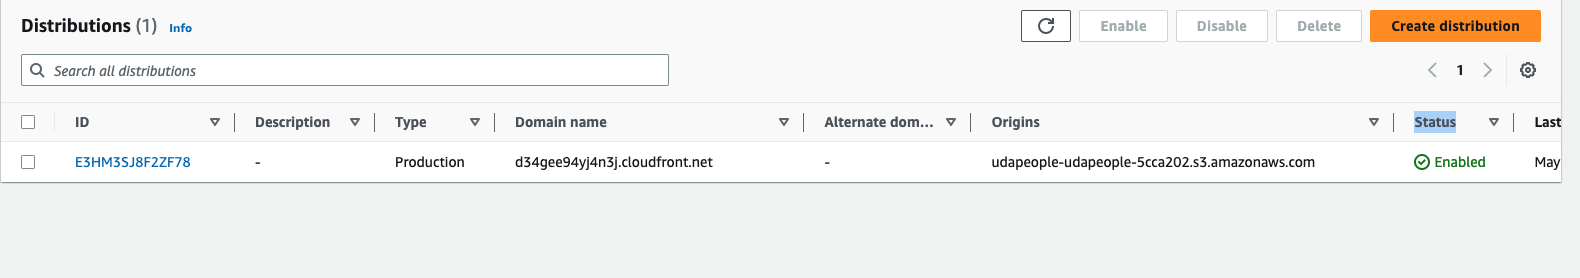 Distributions (1) Info
Enable Disable Delete Create distribution
Search all distributions
1
ID Description Type Domain name Alternate dom... Origins Status Last
E3HM3SJ8F2ZF78 - Production d34gee94yj4n3j.cloudfront.net - udapeople-udapeople-5cca202.s3.amazonaws.com Enabled May